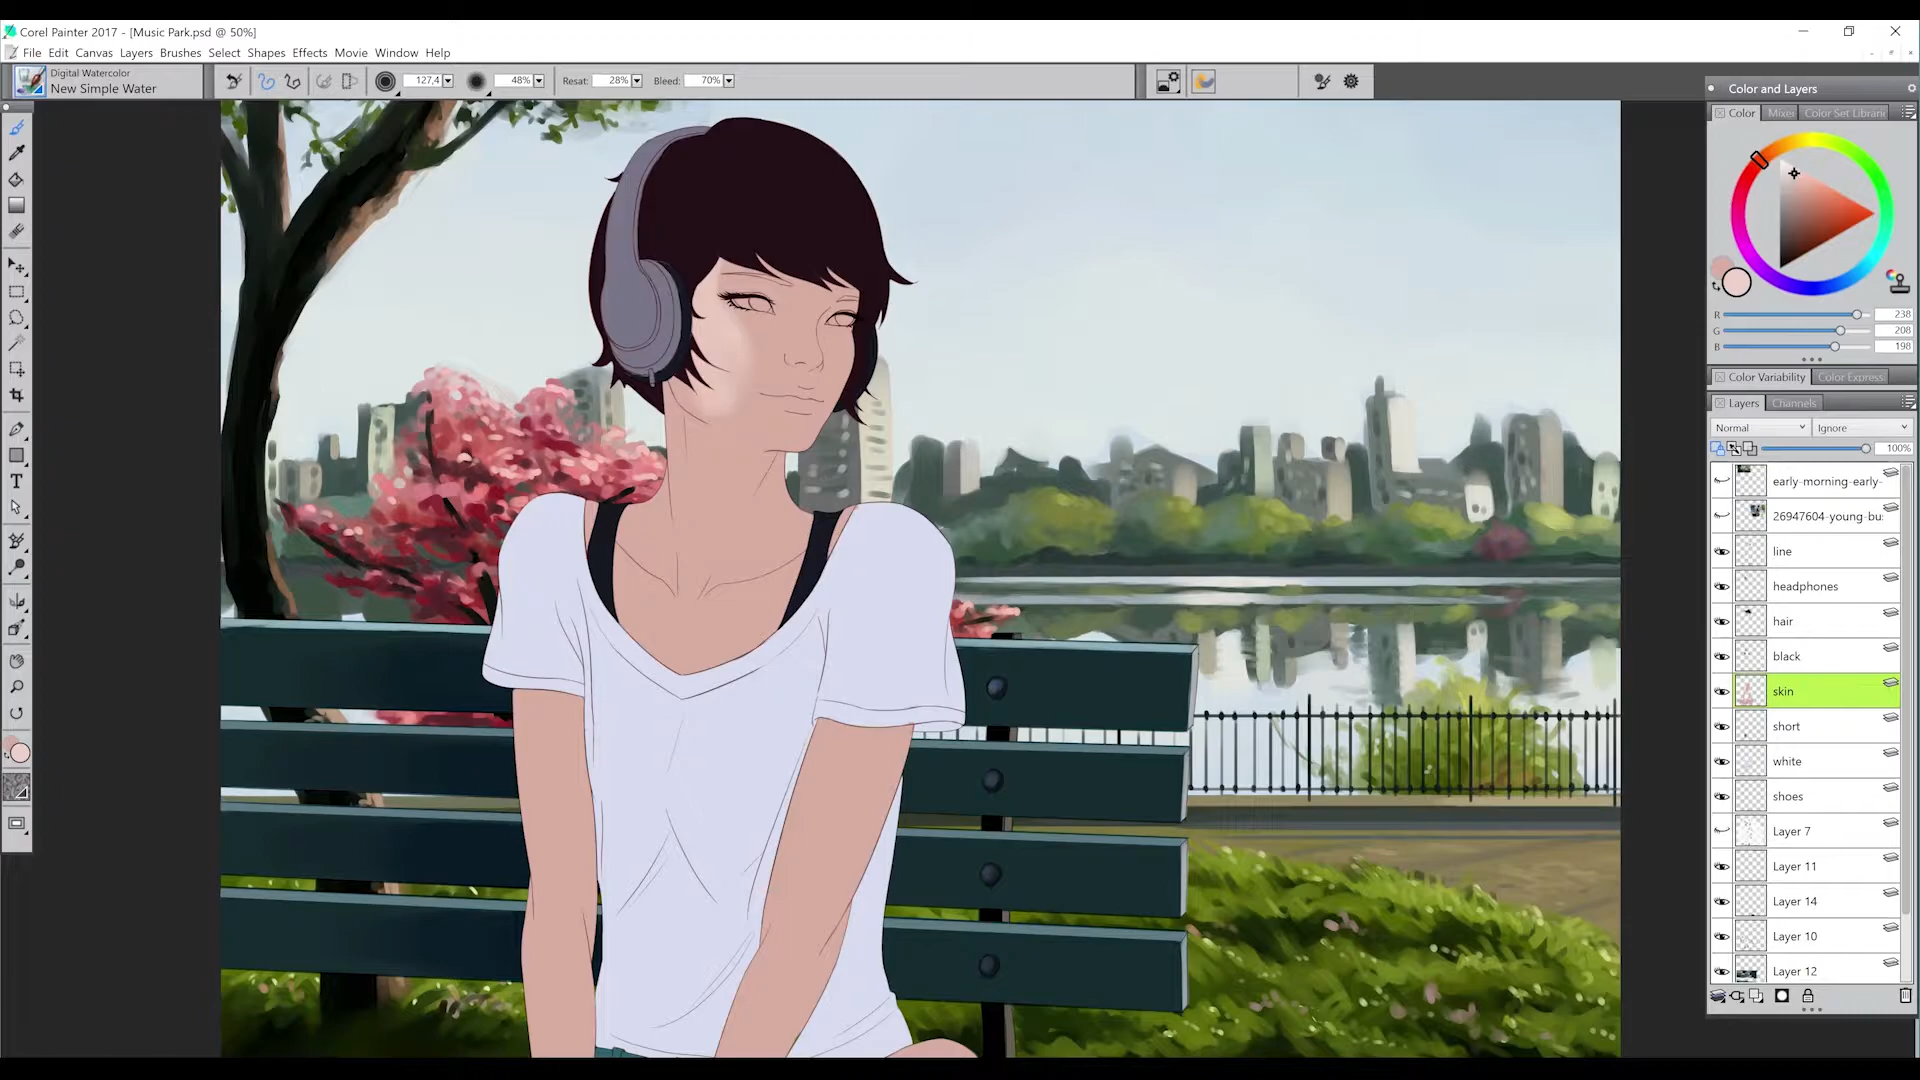 Corel Painter 2017 - [Music Park.psd @ 50%]
File Edit Canvas Layers Brushes Select Shapes Effects Movie Window Help
Digital Watercolor
New Simple Water
127,4
48%
Resat: 28%
Bleed: 70%
Color and Layers
Color Mixer Color Set Librari
R 238
G 208
B 198
Color Variability Color Express
Layers Channels
Normal Ignore
100%
early-morning-early-
26947604-young-bu
line
headphones
hair
black
skin
short
white
shoes
Layer 7
Layer 11
Layer 14
Layer 10
Layer 12
T